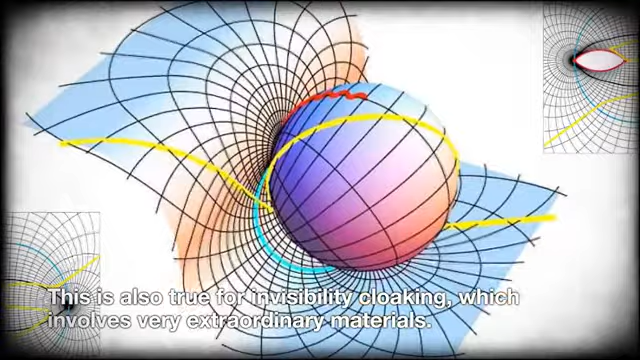 This is also true for invisibility cloaking, which
involves very extraordinary materials.